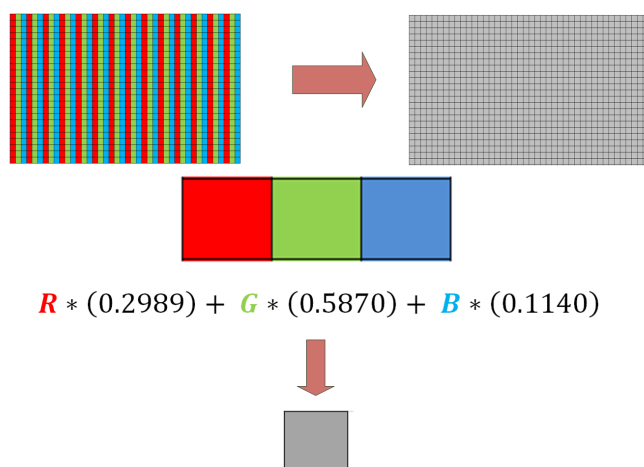 R ∗ (0.2989) + G ∗ (0.5870) + B ∗ (0.1140)